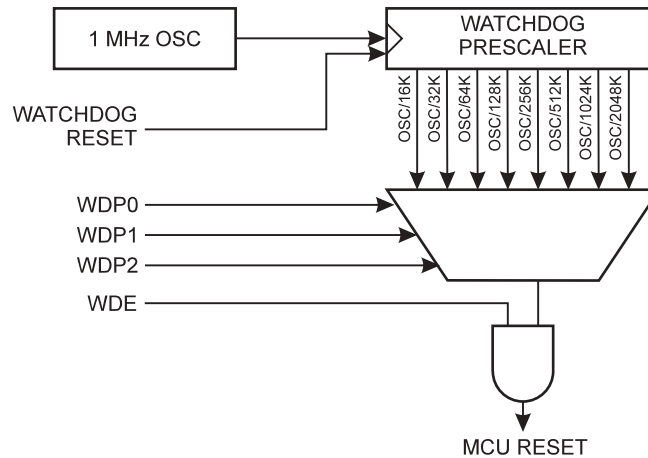 1 MHz OSC
WATCHDOG
PRESCALER
WATCHDOG
RESET
OSC/16K
OSC/32K
OSC/64K
OSC/128K
OSC/256K
OSC/512K
OSC/1024K
OSC/2048K
WDP0
WDP1
WDP2
WDE
MCU RESET